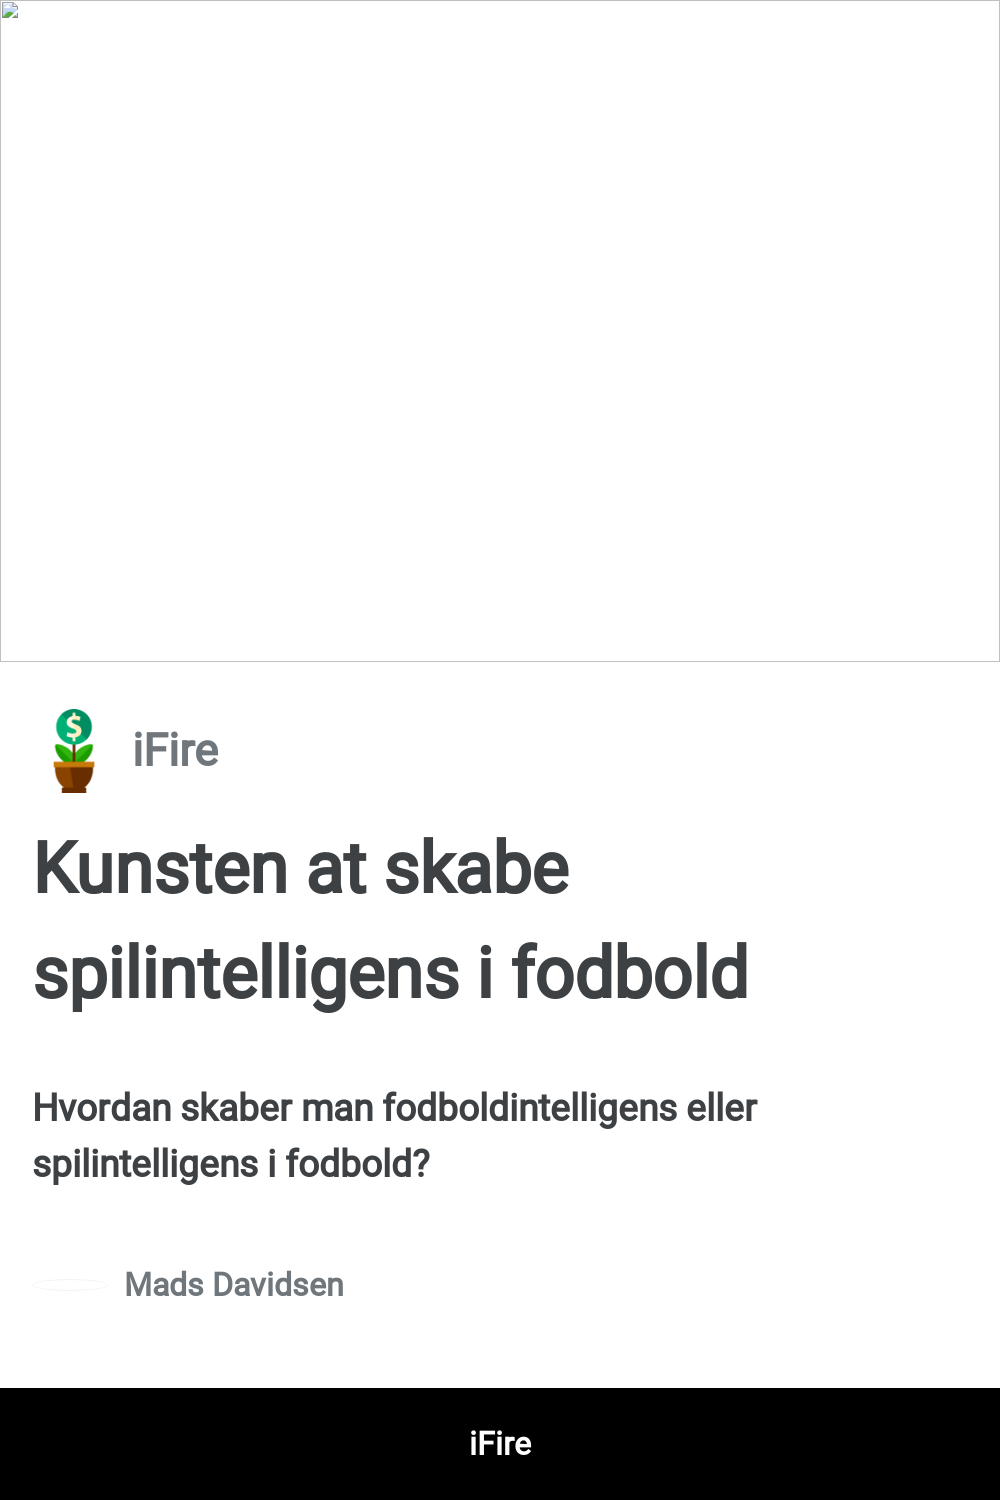 $
iFire
Kunsten at skabe
spilintelligens i fodbold
Hvordan skaber man fodboldintelligens eller
spilintelligens i fodbold?
Mads Davidsen
iFire